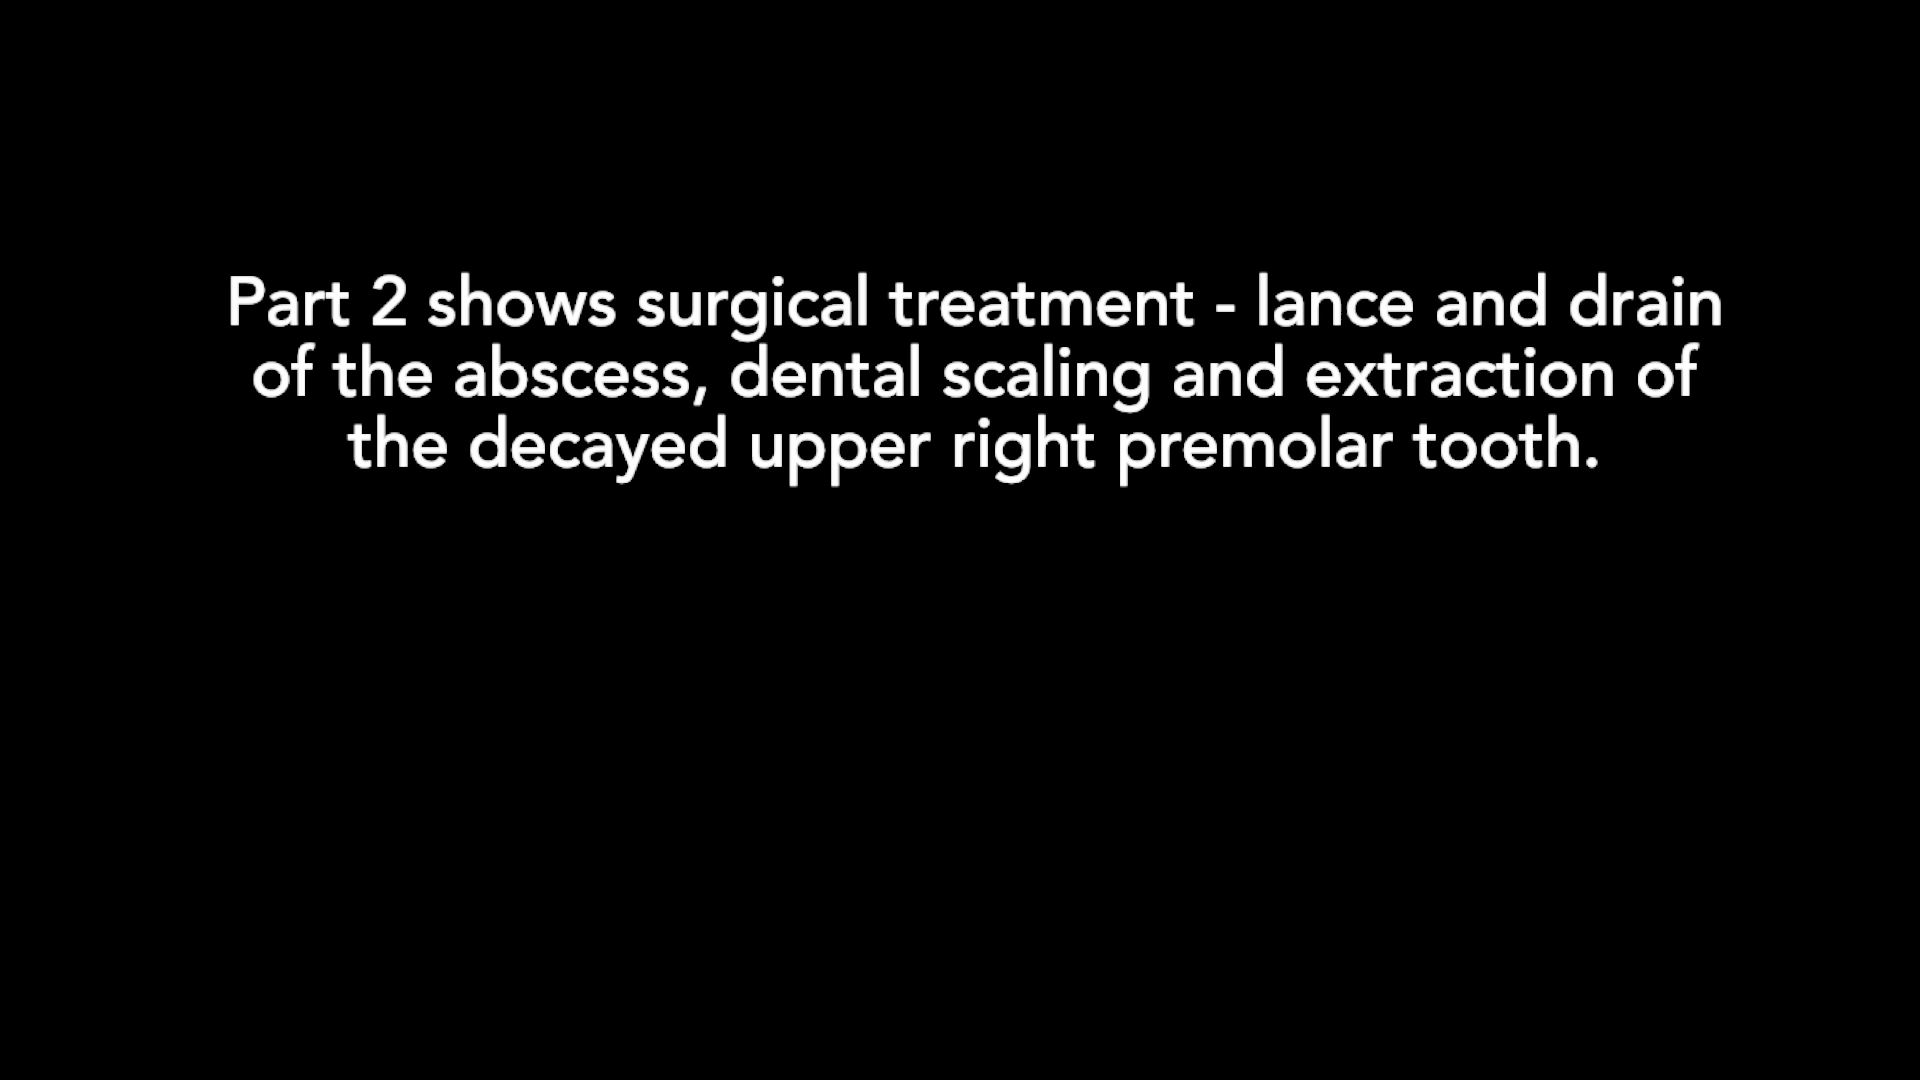 Part 2 shows surgical treatment - lance and drain
of the abscess, dental scaling and extraction of
the decayed upper right premolar tooth.